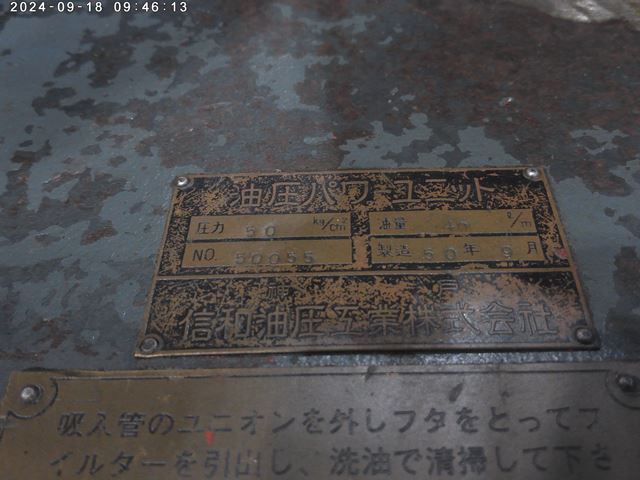 2024-09-18 09:46:13
油圧パワーユニット
圧力 50 kg/cm² 油量 ℓ/m
NO. 50055 製造 50年 9月
信和油圧工業株式会社
吸入管のユニオンを外しフタをとってフ
イルターを引出し、洗油で清掃して下さ